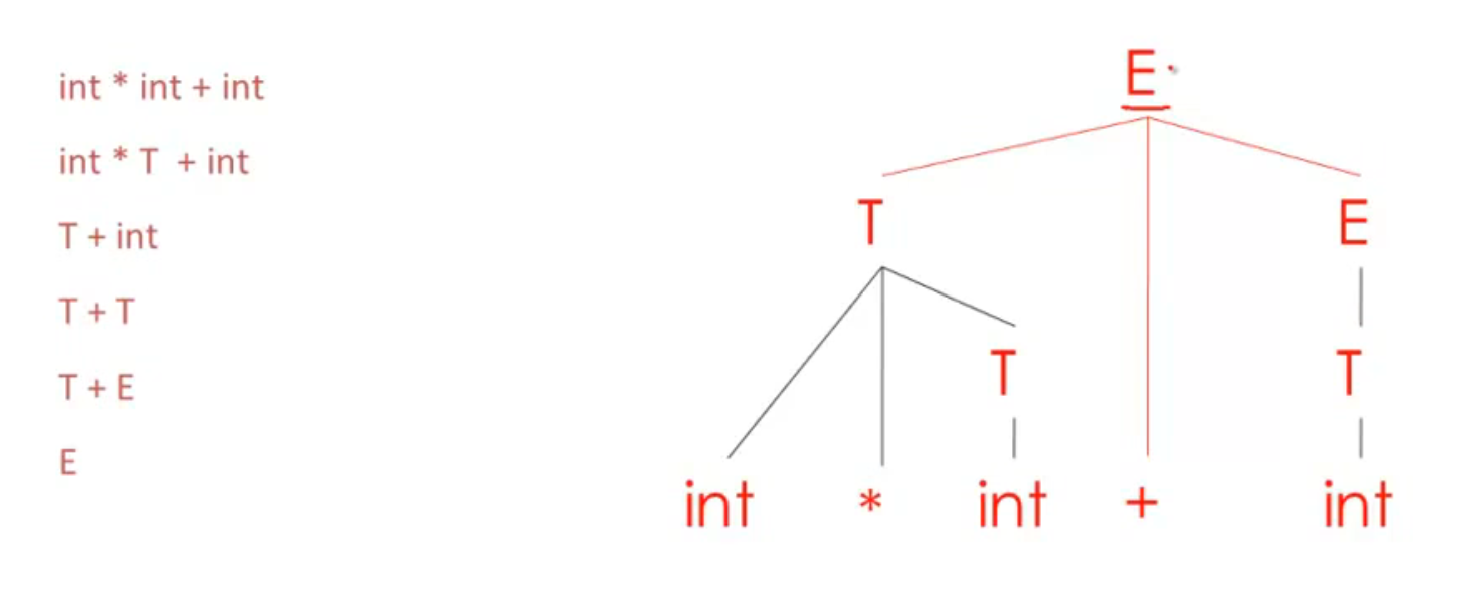 int * int + int
int * T + int
T + int
T + T
T + E
E
E
T E
T T
int * int + int